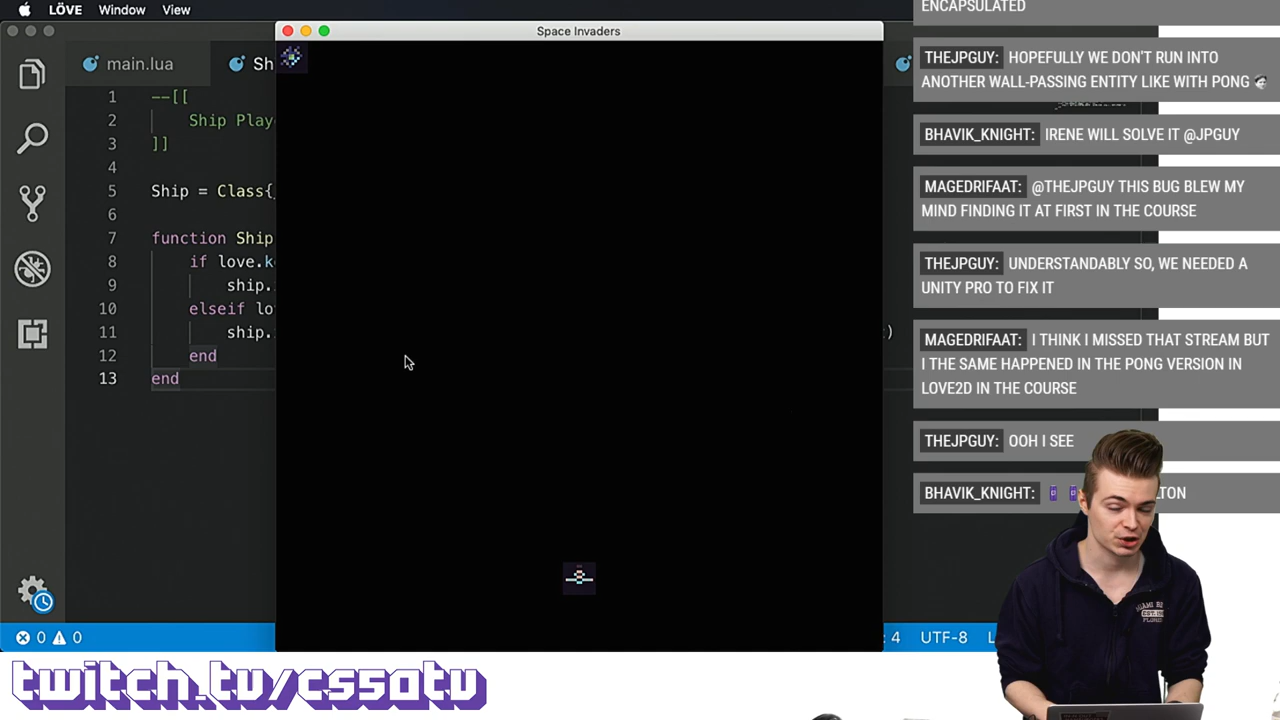 LÖVE Window View
Space Invaders
main.lua
Sh
1 --[[
2 Ship Play
3 ]]
4
5 Ship = Class{
6
7 function Ship
8 if love.k
9 ship.
10 elseif lo
11 ship. )
12 end
13 end
0 0
: 4 UTF-8 L
twitch.tv/cs50tv
ENCAPSULATED
THEJPGUY: HOPEFULLY WE DON'T RUN INTO
ANOTHER WALL-PASSING ENTITY LIKE WITH PONG
BHAVIK_KNIGHT: IRENE WILL SOLVE IT @JPGUY
MAGEDRIFAAT: @THEJPGUY THIS BUG BLEW MY
MIND FINDING IT AT FIRST IN THE COURSE
THEJPGUY: UNDERSTANDABLY SO, WE NEEDED A
UNITY PRO TO FIX IT
MAGEDRIFAAT: I THINK I MISSED THAT STREAM BUT
I THE SAME HAPPENED IN THE PONG VERSION IN
LOVE2D IN THE COURSE
THEJPGUY: OOH I SEE
BHAVIK_KNIGHT: LTON